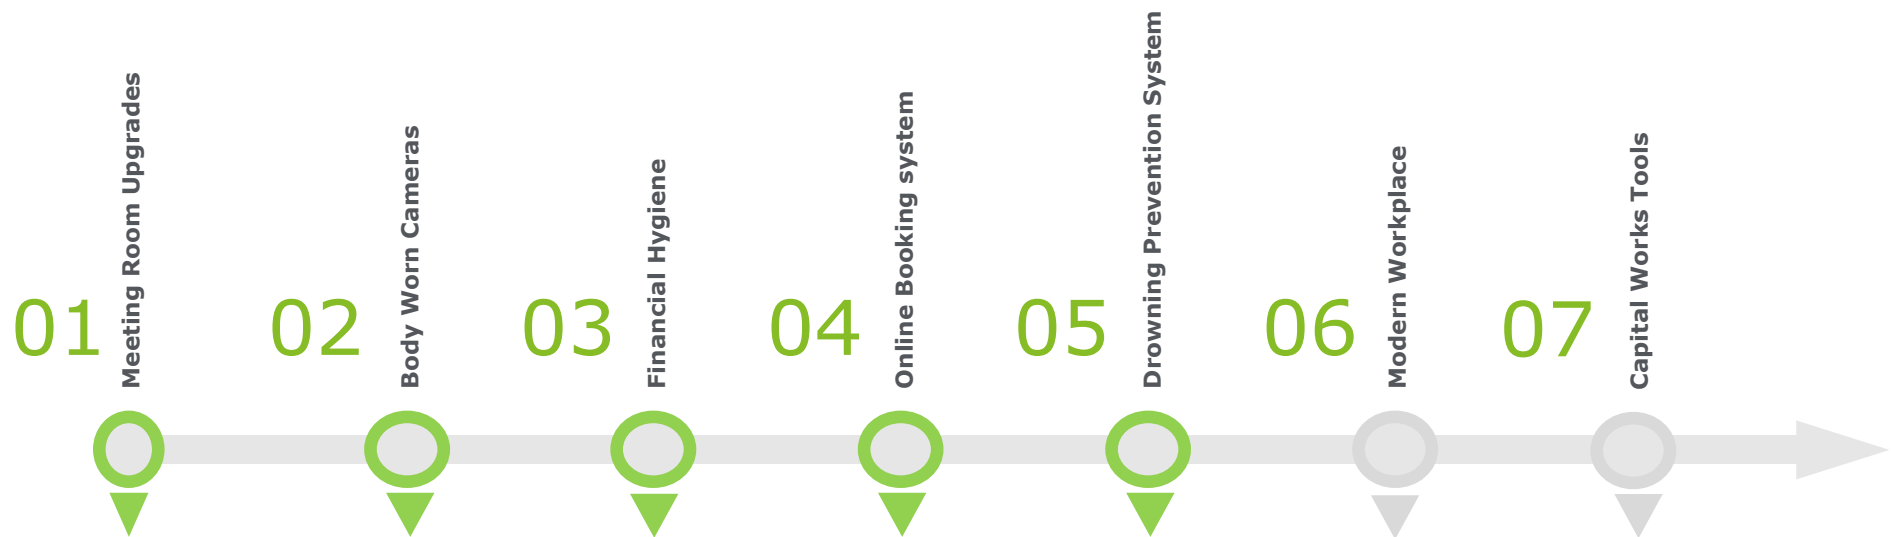 01
Meeting Room Upgrades
02
Body Worn Cameras
03
Financial Hygiene
04
Online Booking system
05
Drowning Prevention System
06
Modern Workplace
07
Capital Works Tools